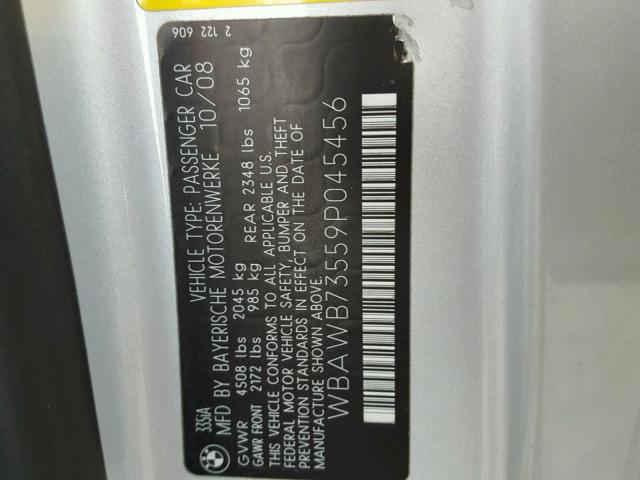 335iA VEHICLE TYPE: PASSENGER CAR 2 122 606
MFD BY BAYERISCHE MOTORENWERKE 10/08
GVWR 4508 lbs 2045 kg
GAWR FRONT 2172 lbs 985 kg REAR 2348 lbs 1065 kg
THIS VEHICLE CONFORMS TO ALL APPLICABLE U.S.
FEDERAL MOTOR VEHICLE SAFETY, BUMPER AND THEFT
PREVENTION STANDARDS IN EFFECT ON THE DATE OF
MANUFACTURE SHOWN ABOVE.
WBAWB73559P045456